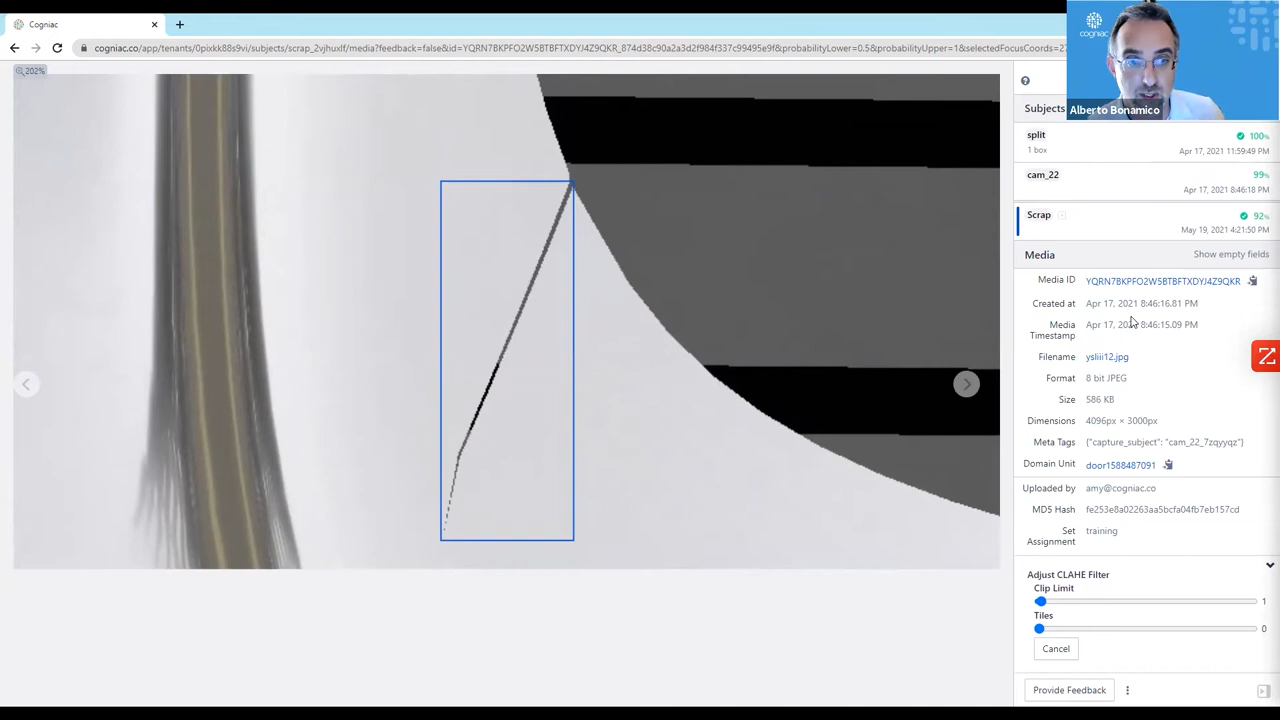 Cogniac
cogniac.co/app/tenants/0pixkk88s9vi/subjects/scrap_2vjhuxlf/media?feedback=false&id=YQRN7BKPFO2W5BTBFTXDYJ4Z9QKR_874d38c90a2a3d2f984f337c99495e9f&probabilityLower=0.5&probabilityUpper=1&selectedFocusCoords=27
202%
cogniac
Alberto Bonamico
Subjects
split 100%
1 box Apr 17, 2021 11:59:49 PM
cam_22 99%
Apr 17, 2021 8:46:18 PM
Scrap 92%
May 19, 2021 4:21:50 PM
Media Show empty fields
Media ID YQRN7BKPFO2W5BTBFTXDYJ4Z9QKR
Created at Apr 17, 2021 8:46:16.81 PM
Media Timestamp Apr 17, 2021 8:46:15.09 PM
Filename ysliii12.jpg
Format 8 bit JPEG
Size 586 KB
Dimensions 4096px × 3000px
Meta Tags {"capture_subject": "cam_22_7zqyyqz"}
Domain Unit door1588487091
Uploaded by amy@cogniac.co
MD5 Hash fe253e8a02263aa5bcfa04fb7eb157cd
Set Assignment training
Adjust CLAHE Filter
Clip Limit
1
Tiles
0
Cancel
Provide Feedback